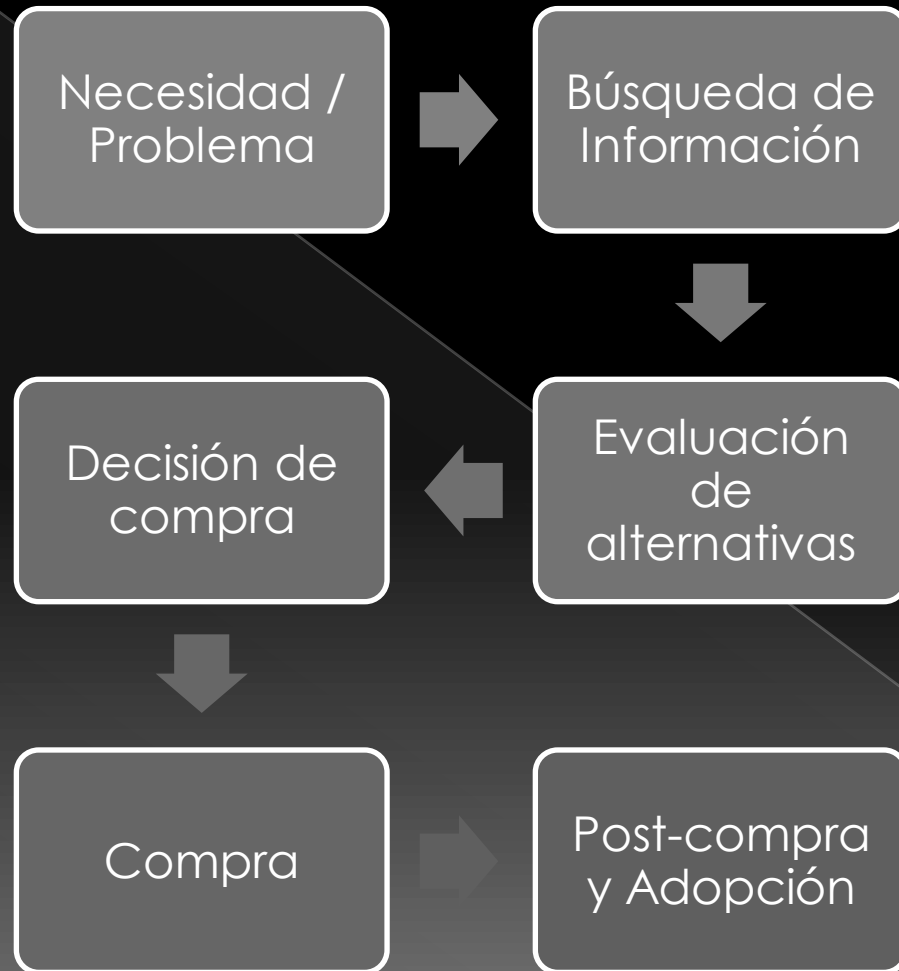 Necesidad /
Problema
Búsqueda de
Información
Evaluación
de
alternativas
Decisión de
compra
Compra
Post-compra
y Adopción